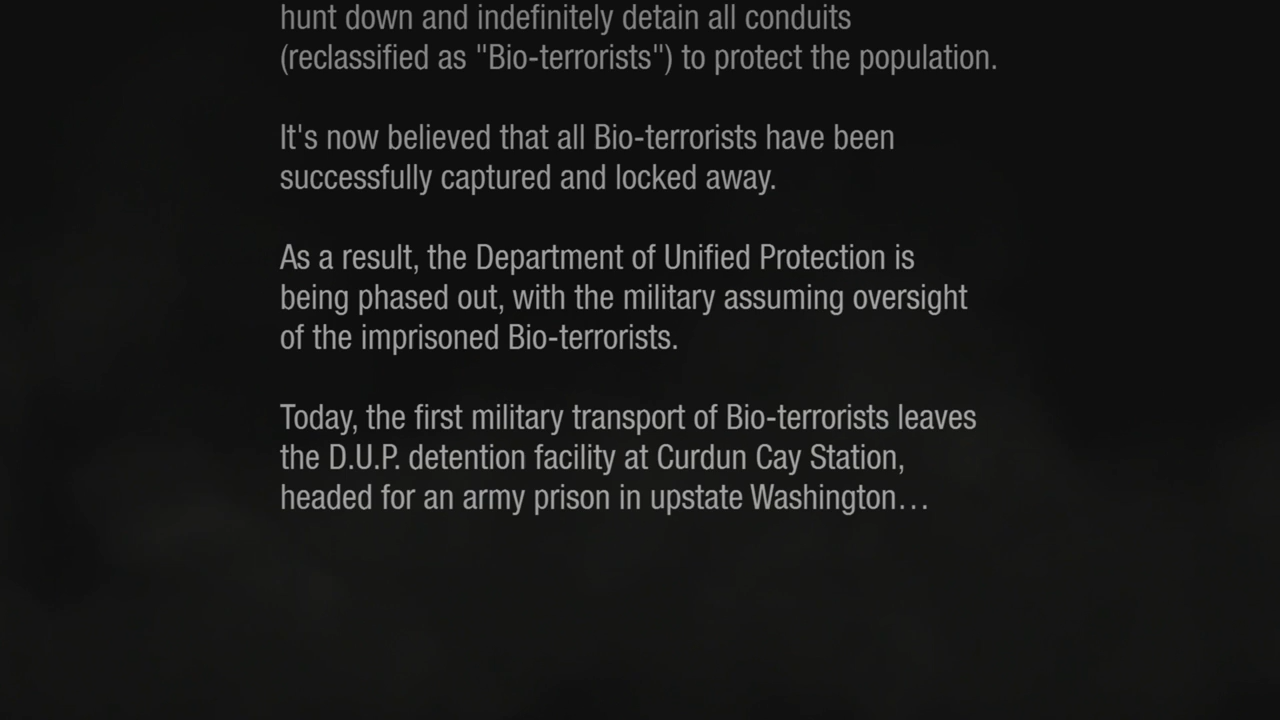 hunt down and indefinitely detain all conduits
(reclassified as "Bio-terrorists") to protect the population.
It's now believed that all Bio-terrorists have been
successfully captured and locked away.
As a result, the Department of Unified Protection is
being phased out, with the military assuming oversight
of the imprisoned Bio-terrorists.
Today, the first military transport of Bio-terrorists leaves
the D.U.P. detention facility at Curdun Cay Station,
headed for an army prison in upstate Washington…